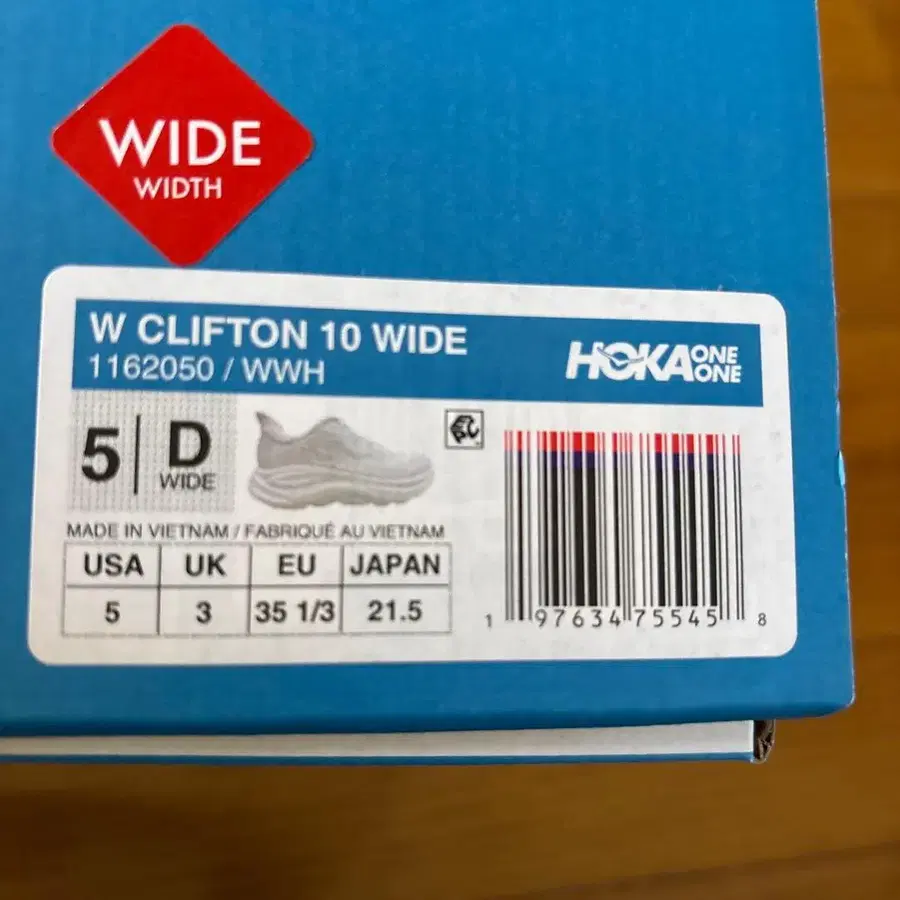 WIDE
WIDTH
W CLIFTON 10 WIDE
1162050 / WWH
HOKA ONE ONE
5 D
WIDE
MADE IN VIETNAM / FABRIQUÉ AU VIETNAM
USA UK EU JAPAN
5 3 35 1/3 21.5
1 97634 75545 8